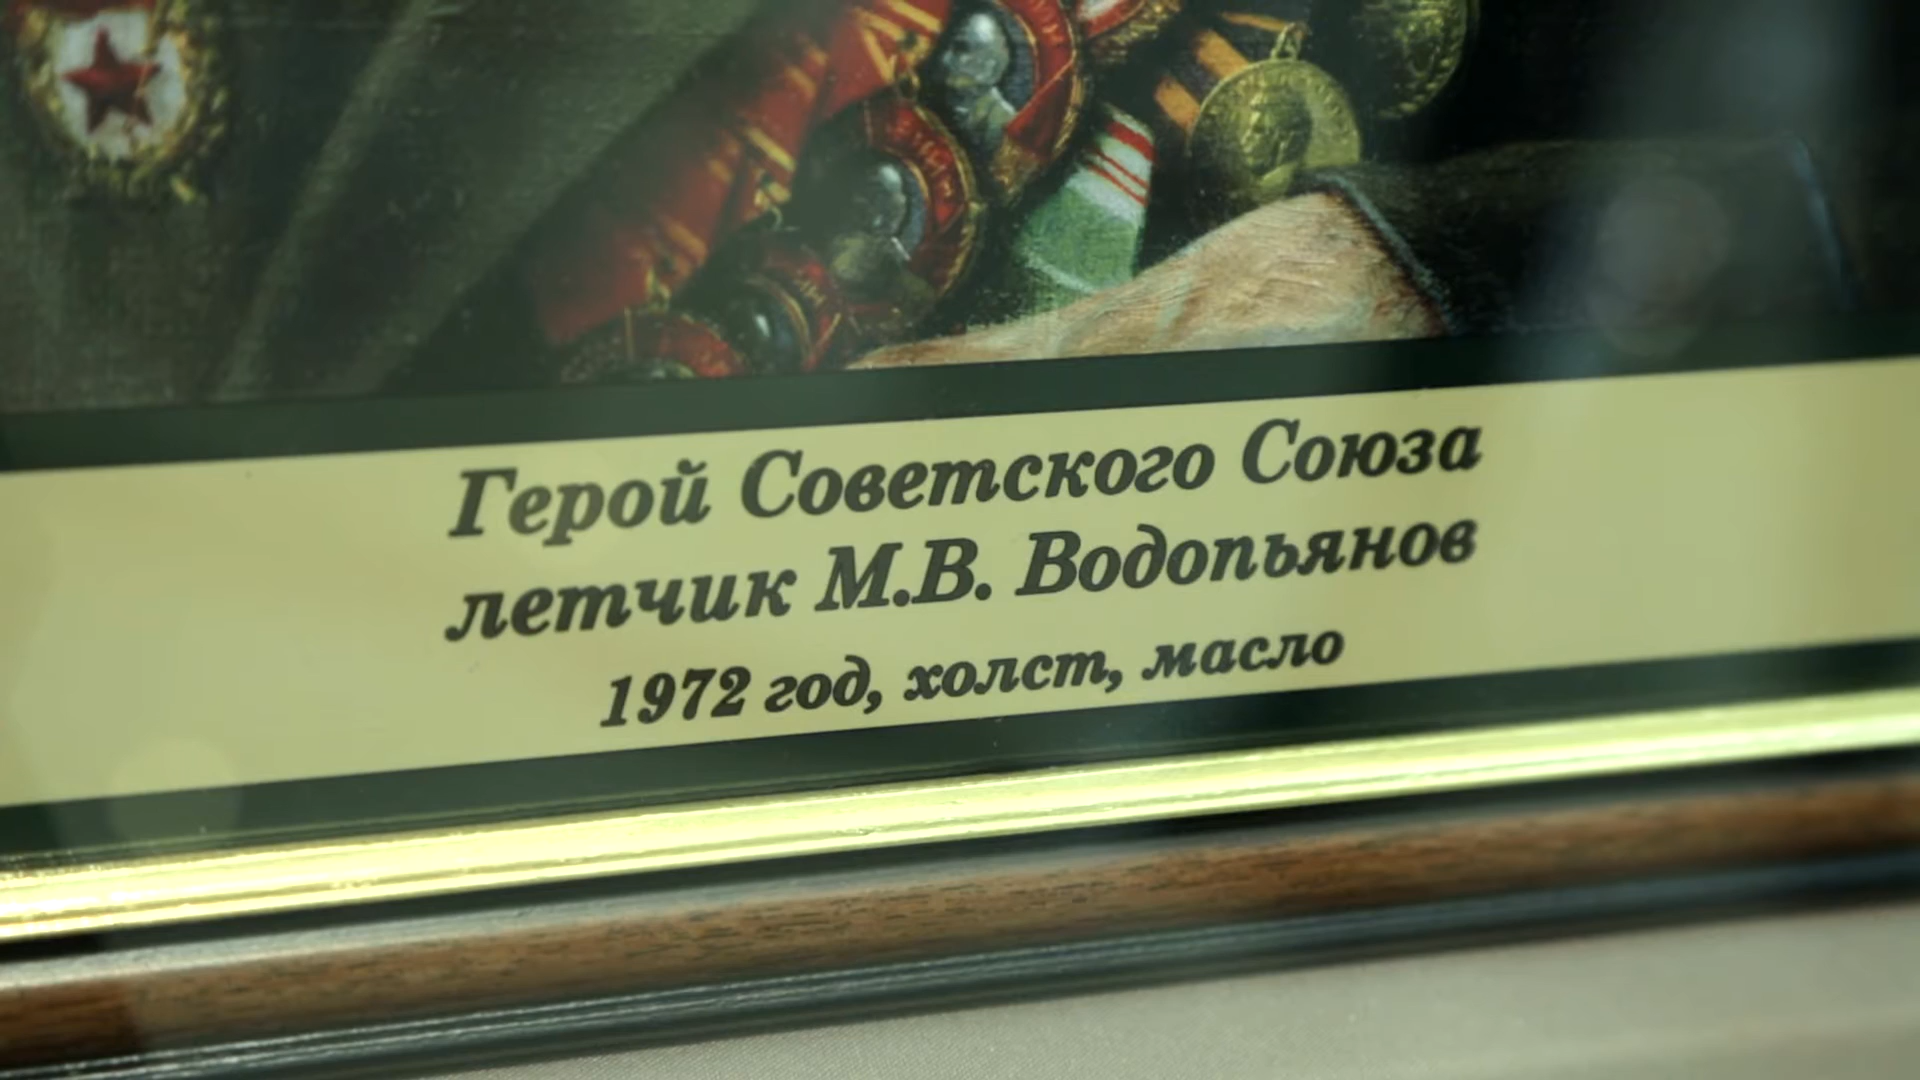 Герой Советского Союза
летчик М.В. Водопьянов
1972 год, холст, масло